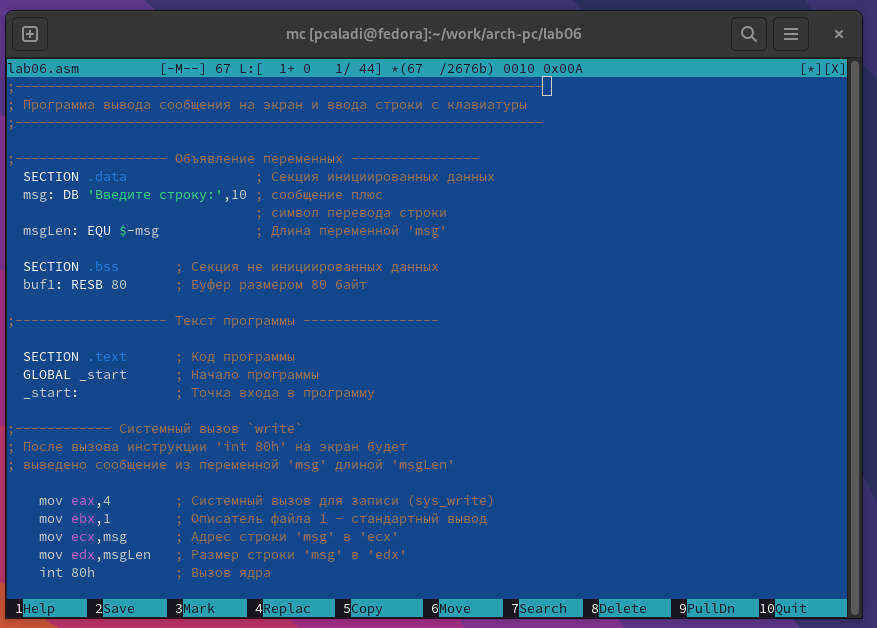 mc [pcaladi@fedora]:~/work/arch-pc/lab06
lab06.asm [-M--] 67 L:[ 1+ 0 1/ 44] *(67 /2676b) 0010 0x00A [*][X]
;------------------------------------------------------------------
; Программа вывода сообщения на экран и ввода строки с клавиатуры
;------------------------------------------------------------------
;------------------- Объявление переменных ----------------
SECTION .data ; Секция инициированных данных
msg: DB 'Введите строку:',10 ; сообщение плюс
; символ перевода строки
msgLen: EQU $-msg ; Длина переменной 'msg'
SECTION .bss ; Секция не инициированных данных
buf1: RESB 80 ; Буфер размером 80 байт
;------------------- Текст программы -----------------
SECTION .text ; Код программы
GLOBAL _start ; Начало программы
_start: ; Точка входа в программу
;------------ Системный вызов `write`
; После вызова инструкции 'int 80h' на экран будет
; выведено сообщение из переменной 'msg' длиной 'msgLen'
mov eax,4 ; Системный вызов для записи (sys_write)
mov ebx,1 ; Описатель файла 1 - стандартный вывод
mov ecx,msg ; Адрес строки 'msg' в 'ecx'
mov edx,msgLen ; Размер строки 'msg' в 'edx'
int 80h ; Вызов ядра
1Help 2Save 3Mark 4Replac 5Copy 6Move 7Search 8Delete 9PullDn 10Quit